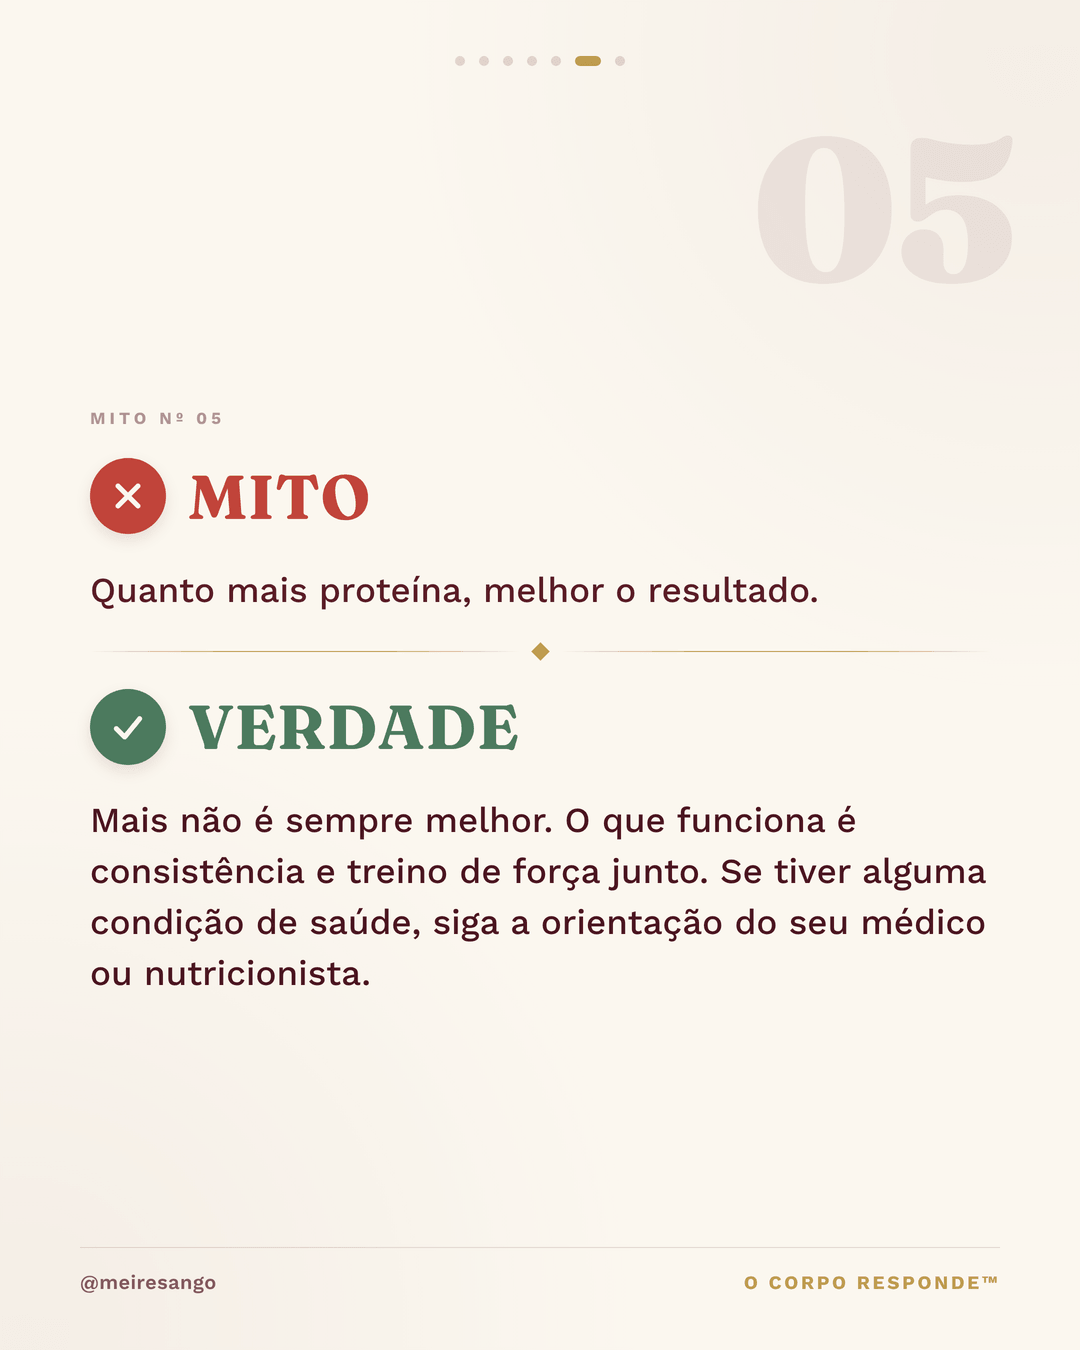 05
MITO Nº 05
MITO
Quanto mais proteína, melhor o resultado.
VERDADE
Mais não é sempre melhor. O que funciona é
consistência e treino de força junto. Se tiver alguma
condição de saúde, siga a orientação do seu médico
ou nutricionista.
@meiresango
O CORPO RESPONDE™